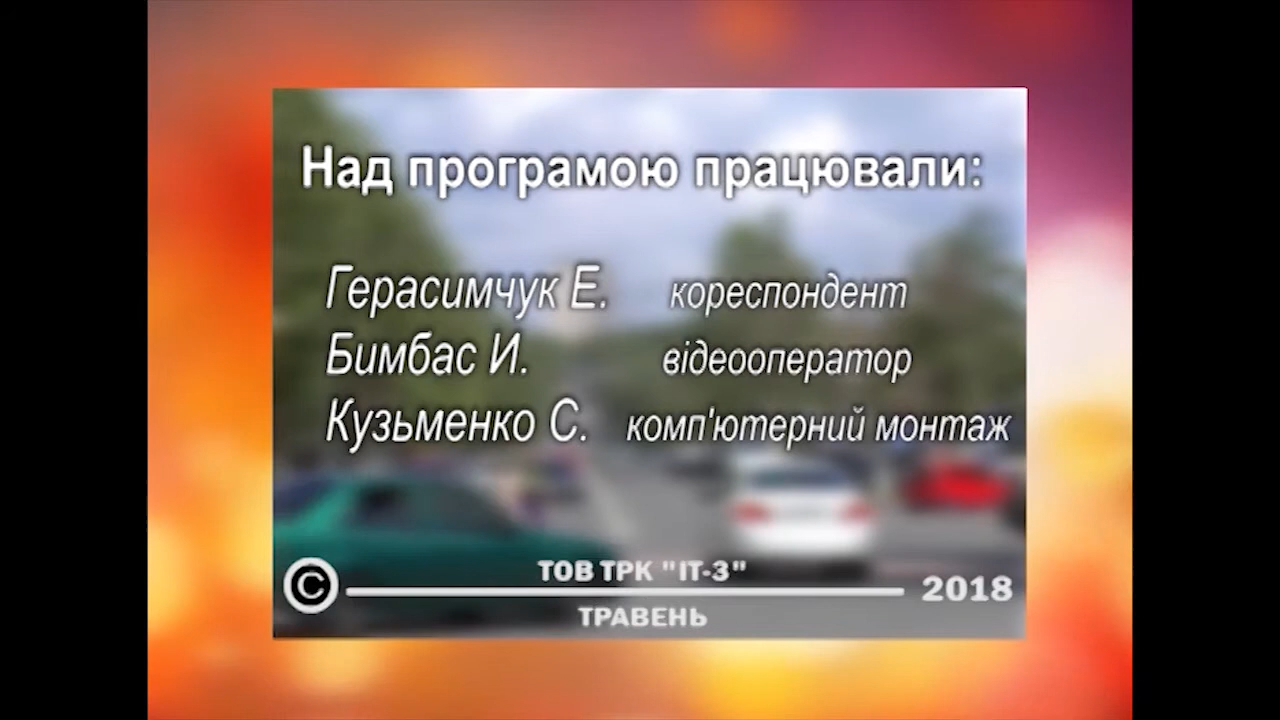 Над програмою працювали:
Герасимчук Е. кореспондент
Бимбас И. відеооператор
Кузьменко С. комп'ютерний монтаж
© ТОВ ТРК "ІТ-3" 2018
ТРАВЕНЬ